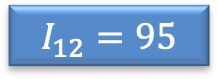 I₁₂ = 95